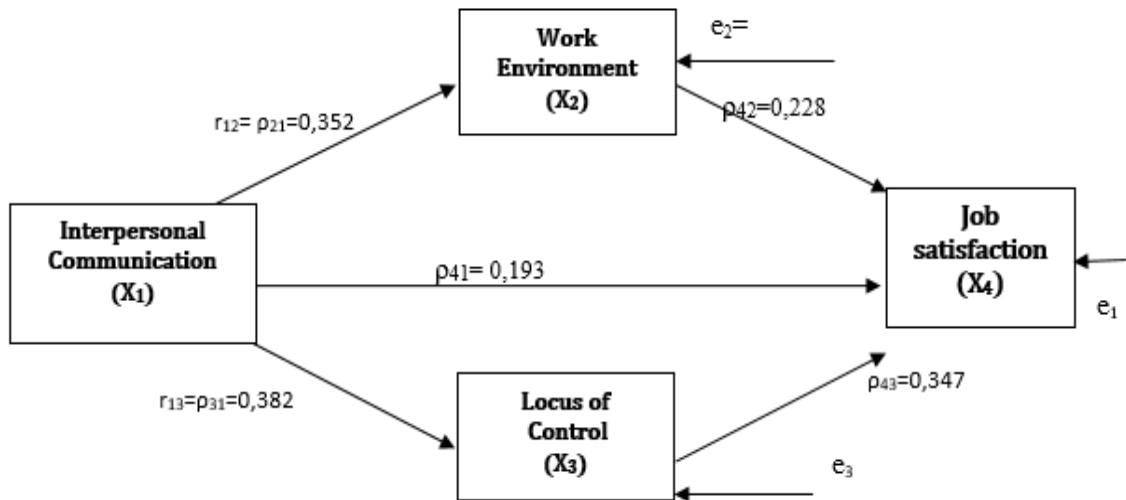 Work
Environment
(X₂)
e₂=
r₁₂= ρ₂₁=0,352
ρ₄₂=0,228
Interpersonal
Communication
(X₁)
ρ₄₁= 0,193
Job
satisfaction
(X₄)
e₁
r₁₃=ρ₃₁=0,382
Locus of
Control
(X₃)
ρ₄₃=0,347
e₃